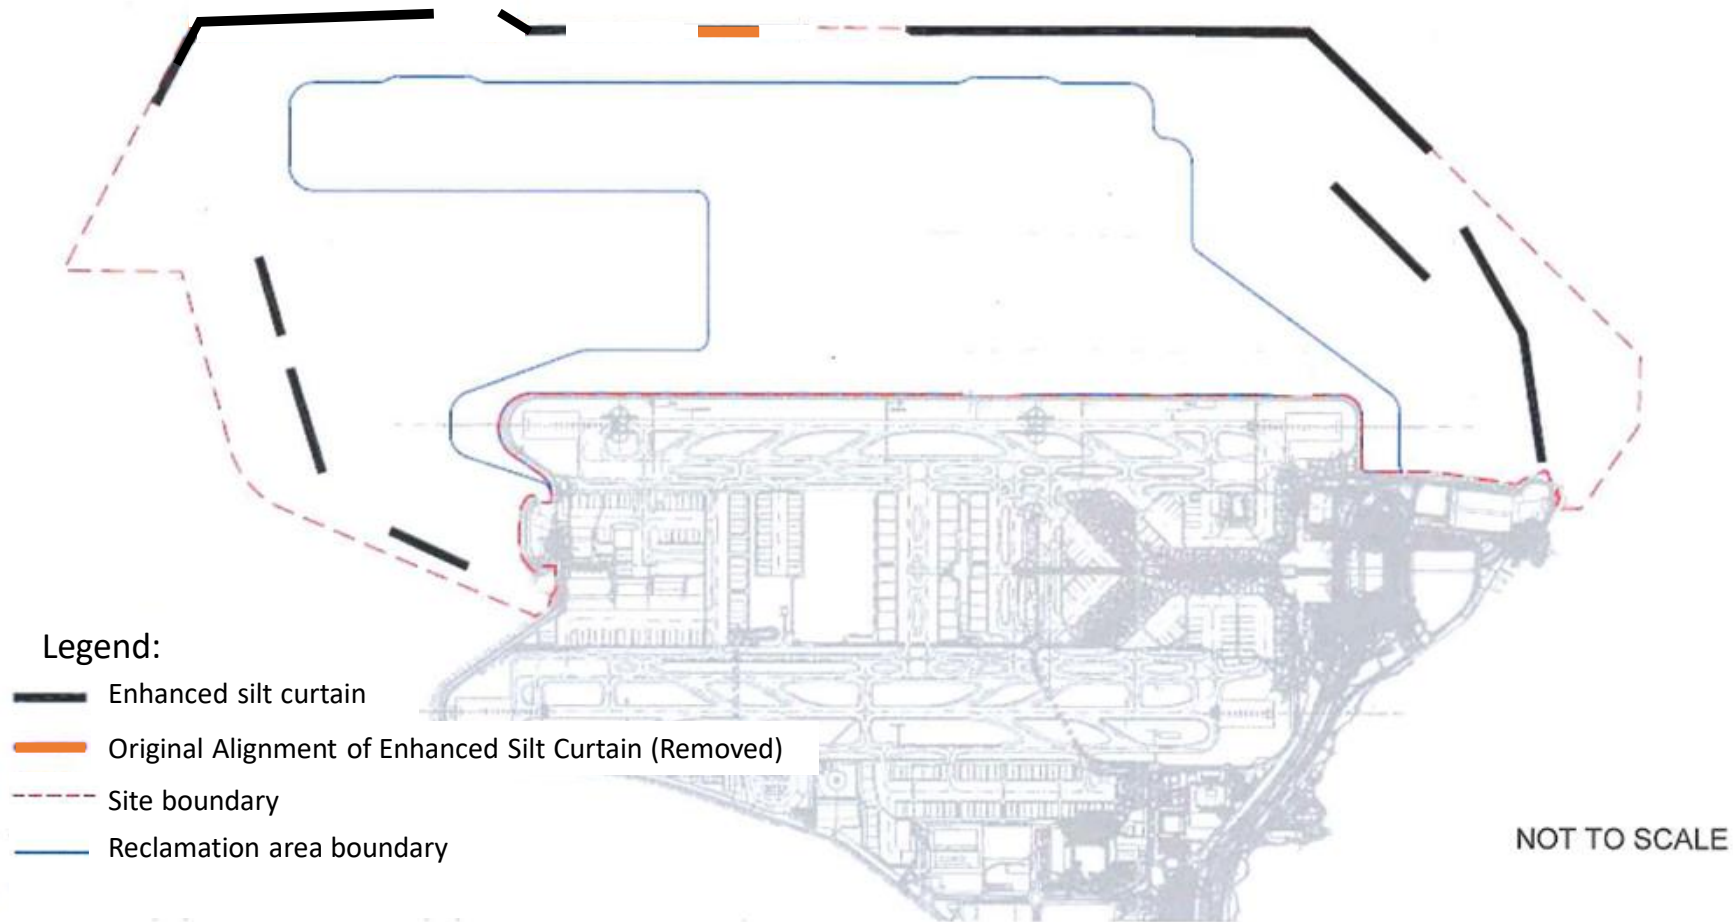 Legend:
Enhanced silt curtain
Original Alignment of Enhanced Silt Curtain (Removed)
Site boundary
Reclamation area boundary
NOT TO SCALE